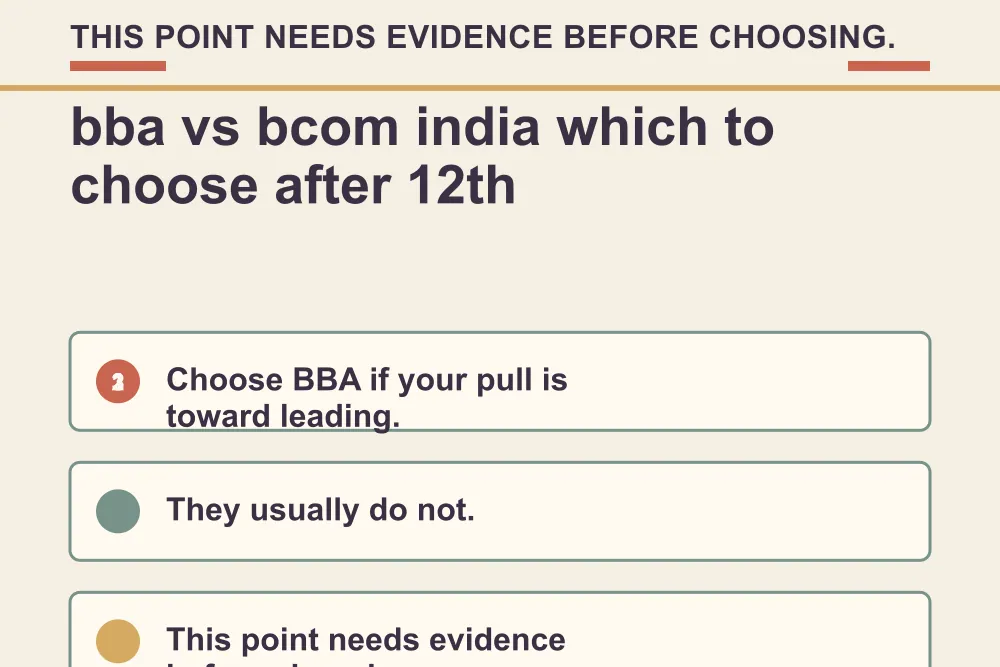 THIS POINT NEEDS EVIDENCE BEFORE CHOOSING.
bba vs bcom india which to
choose after 12th
Choose BBA if your pull is
toward leading.
They usually do not.
This point needs evidence